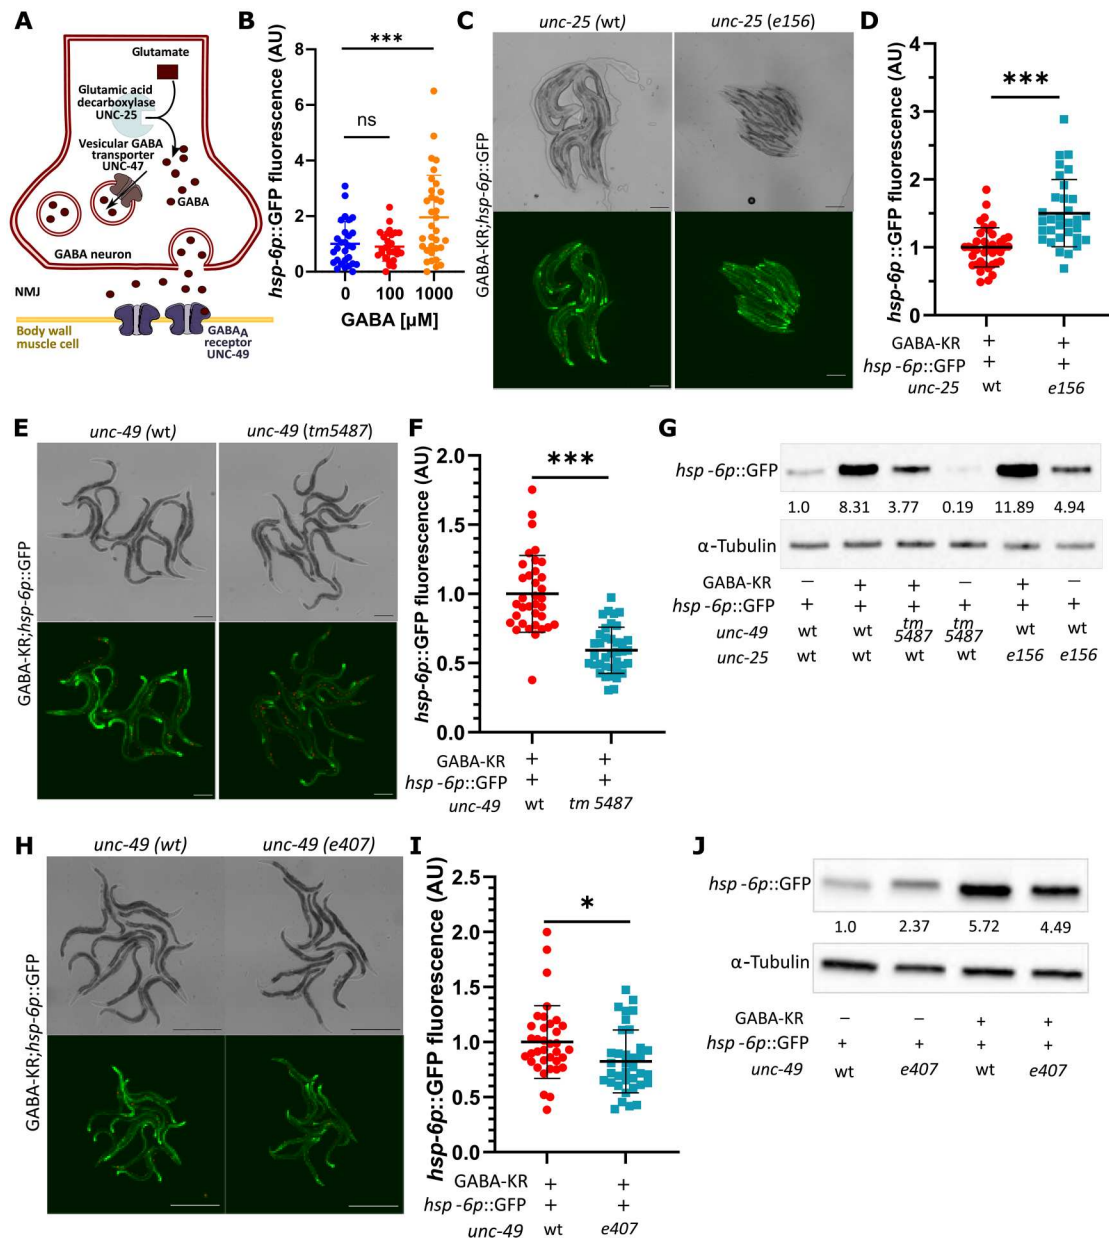 A
Glutamate
Glutamic acid
decarboxylase
UNC-25
Vesicular GABA
transporter
UNC-47
GABA
GABA neuron
NMJ
Body wall
muscle cell
GABAA
receptor
UNC-49
B
hsp-6p::GFP fluorescence (AU)
8
6
4
2
0
***
ns
0 100 1000
GABA [µM]
C
unc-25 (wt) unc-25 (e156)
GABA-KR;hsp-6p::GFP
D
hsp-6p::GFP fluorescence (AU)
4
3
2
1
0
***
GABA-KR + +
hsp -6p::GFP + +
unc-25 wt e156
E
unc-49 (wt) unc-49 (tm5487)
GABA-KR;hsp-6p::GFP
F
hsp-6p::GFP fluorescence (AU)
2.0
1.5
1.0
0.5
0.0
***
GABA-KR + +
hsp -6p::GFP + +
unc-49 wt tm 5487
G
hsp -6p::GFP
1.0 8.31 3.77 0.19 11.89 4.94
α-Tubulin
GABA-KR – + + – + –
hsp -6p::GFP + + + + + +
unc-49 wt wt tm 5487 tm 5487 wt wt
unc-25 wt wt wt wt e156 e156
H
unc-49 (wt) unc-49 (e407)
GABA-KR;hsp-6p::GFP
I
hsp-6p::GFP fluorescence (AU)
2.5
2.0
1.5
1.0
0.5
0.0
*
GABA-KR + +
hsp -6p::GFP + +
unc-49 wt e407
J
hsp -6p::GFP
1.0 2.37 5.72 4.49
α-Tubulin
GABA-KR – – + +
hsp -6p::GFP + + + +
unc-49 wt e407 wt e407